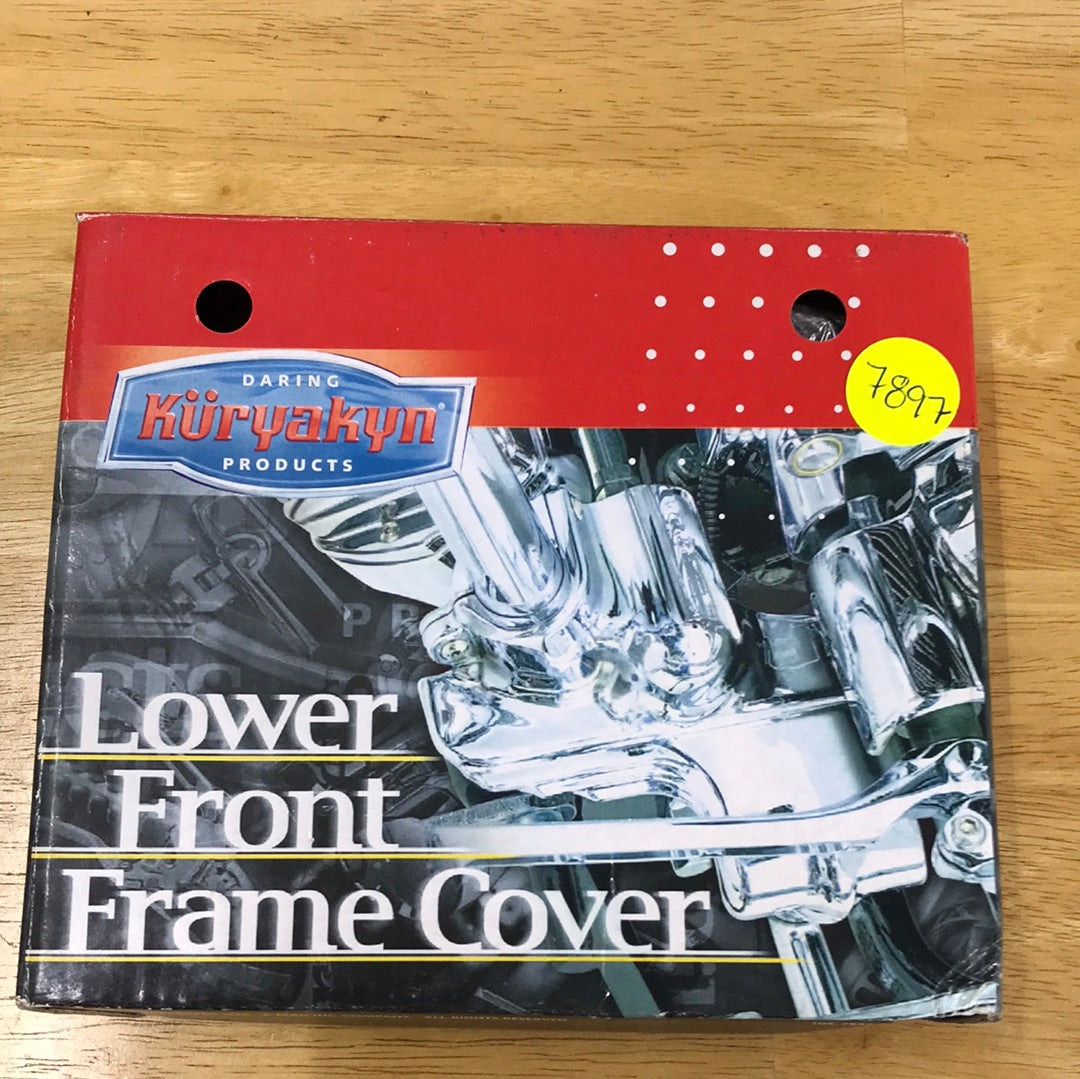 DARING
Küryakyn®
PRODUCTS
7897
Lower
Front
Frame Cover